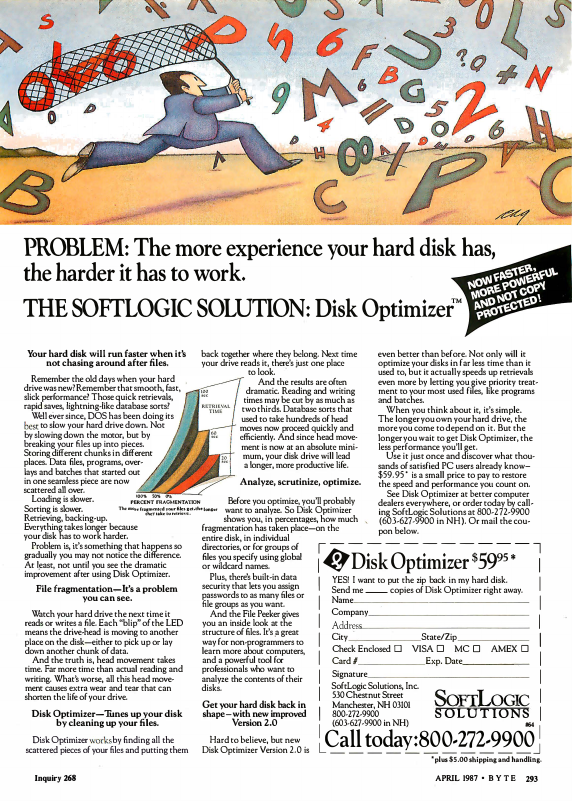 PROBLEM: The more experience your hard disk has,
the harder it has to work.
THE SOFTLOGIC SOLUTION: Disk Optimizer™
NOW FASTER,
MORE POWERFUL
AND NOT COPY
PROTECTED!
Your hard disk will run faster when it's
not chasing around after files.
Remember the old days when your hard
drive was new? Remember that smooth, fast,
slick performance? Those quick retrievals,
rapid saves, lightning-like database sorts?
Well ever since, DOS has been doing its
best to slow your hard drive down. Not
by slowing down the motor, but by
breaking your files up into pieces.
Storing different chunks in different
places. Data files, programs, over-
lays and batches that started out
in one seamless piece are now
scattered all over.
Loading is slower.
Sorting is slower.
Retrieving, backing-up.
Everything takes longer because
your disk has to work harder.
Problem is, it's something that happens so
gradually you may not notice the difference.
At least, not until you see the dramatic
improvement after using Disk Optimizer.
File fragmentation—It's a problem
you can see.
Watch your hard drive the next time it
reads or writes a file. Each "blip" of the LED
means the drive-head is moving to another
place on the disk—either to pick up or lay
down another chunk of data.
And the truth is, head movement takes
time. Far more time than actual reading and
writing. What's worse, all this head move-
ment causes extra wear and tear that can
shorten the life of your drive.
Disk Optimizer—Tunes up your disk
by cleaning up your files.
Disk Optimizer works by finding all the
scattered pieces of your files and putting them
back together where they belong. Next time
your drive reads it, there's just one place
to look.
And the results are often
dramatic. Reading and writing
times may be cut by as much as
two thirds. Database sorts that
used to take hundreds of head
moves now proceed quickly and
efficiently. And since head move-
ment is now at an absolute mini-
mum, your disk drive will lead
a longer, more productive life.
100
SEC
RETRIEVAL
TIME
60
SEC
20
SEC
100% 50% 0%
PERCENT FRAGMENTATION
The more fragmented your files get the longer
they take to retrieve.
Analyze, scrutinize, optimize.
Before you optimize, you'll probably
want to analyze. So Disk Optimizer
shows you, in percentages, how much
fragmentation has taken place—on the
entire disk, in individual
directories, or for groups of
files you specify using global
or wildcard names.
Plus, there's built-in data
security that lets you assign
passwords to as many files or
file groups as you want.
And the File Peeker gives
you an inside look at the
structure of files. It's a great
way for non-programmers to
learn more about computers,
and a powerful tool for
professionals who want to
analyze the contents of their
disks.
Get your hard disk back in
shape—with new improved
Version 2.0
Hard to believe, but new
Disk Optimizer Version 2.0 is
even better than before. Not only will it
optimize your disks in far less time than it
used to, but it actually speeds up retrievals
even more by letting you give priority treat-
ment to your most used files, like programs
and batches.
When you think about it, it's simple.
The longer you own your hard drive, the
more you come to depend on it. But the
longer you wait to get Disk Optimizer, the
less performance you'll get.
Use it just once and discover what thou-
sands of satisfied PC users already know—
$59.95* is a small price to pay to restore
the speed and performance you count on.
See Disk Optimizer at better computer
dealers everywhere, or order today by call-
ing SoftLogic Solutions at 800-272-9900
(603-627-9900 in NH). Or mail the cou-
pon below.
Disk Optimizer $59.95*
YES! I want to put the zip back in my hard disk.
Send me ____ copies of Disk Optimizer right away.
Name
Company
Address
City State/Zip
Check Enclosed □ VISA □ MC □ AMEX □
Card # Exp. Date
Signature
SoftLogic Solutions, Inc.
530 Chestnut Street
Manchester, NH 03101
800-272-9900
(603-627-9900 in NH)
SOFTLOGIC
SOLUTIONS
#64
Call today:800-272-9900
*plus $5.00 shipping and handling.
Inquiry 268
APRIL 1987 • BYTE 293